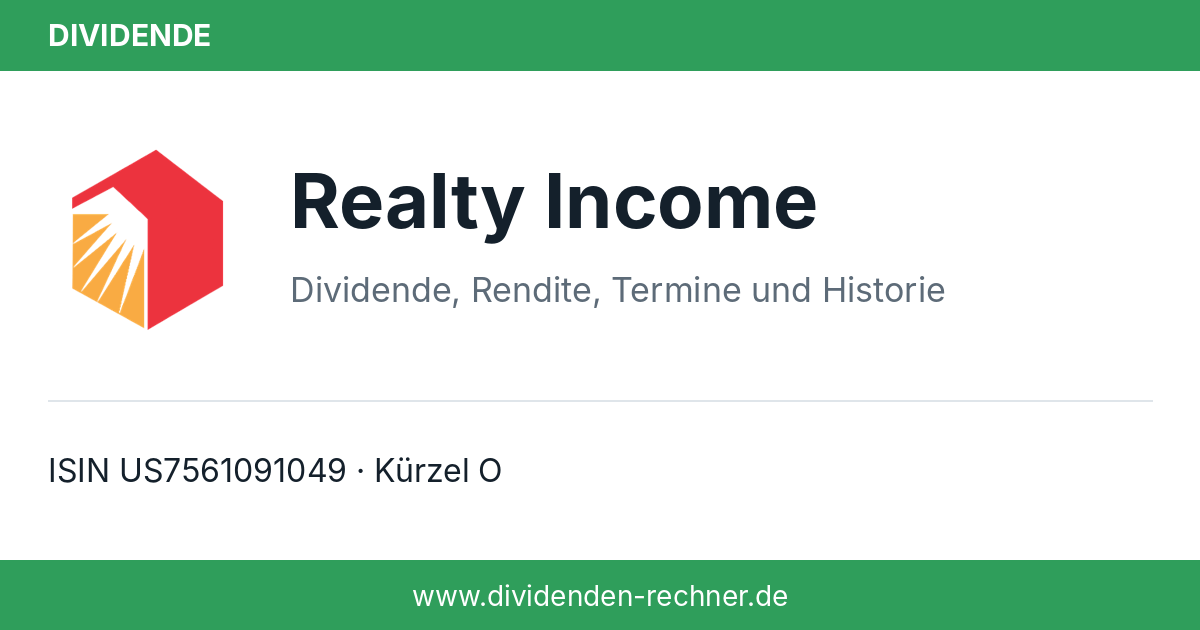 DIVIDENDE
Realty Income
Dividende, Rendite, Termine und Historie
ISIN US7561091049 · Kürzel O
www.dividenden-rechner.de